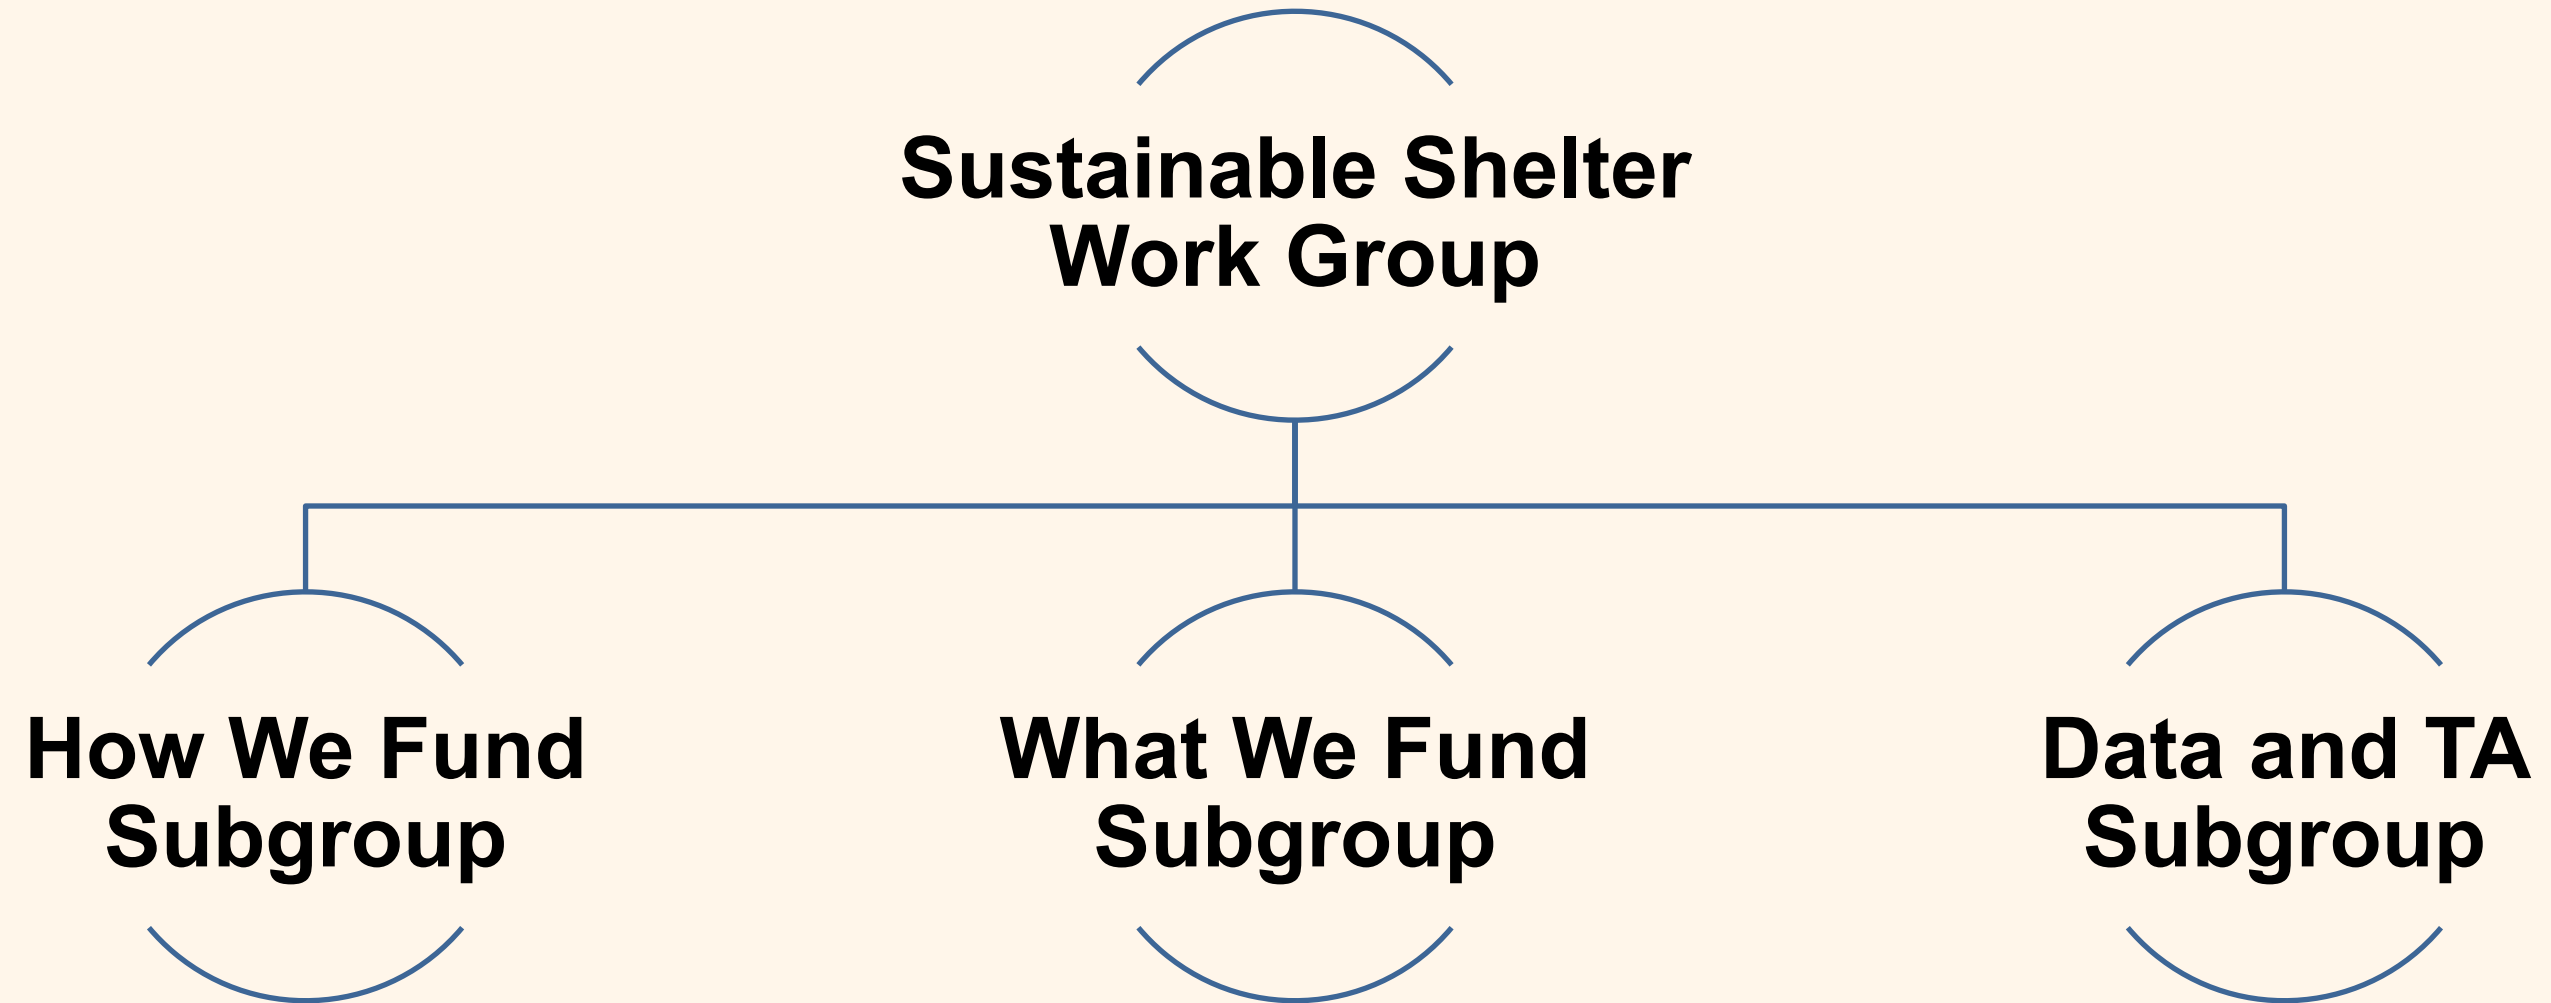 Sustainable Shelter
Work Group
How We Fund
Subgroup
What We Fund
Subgroup
Data and TA
Subgroup